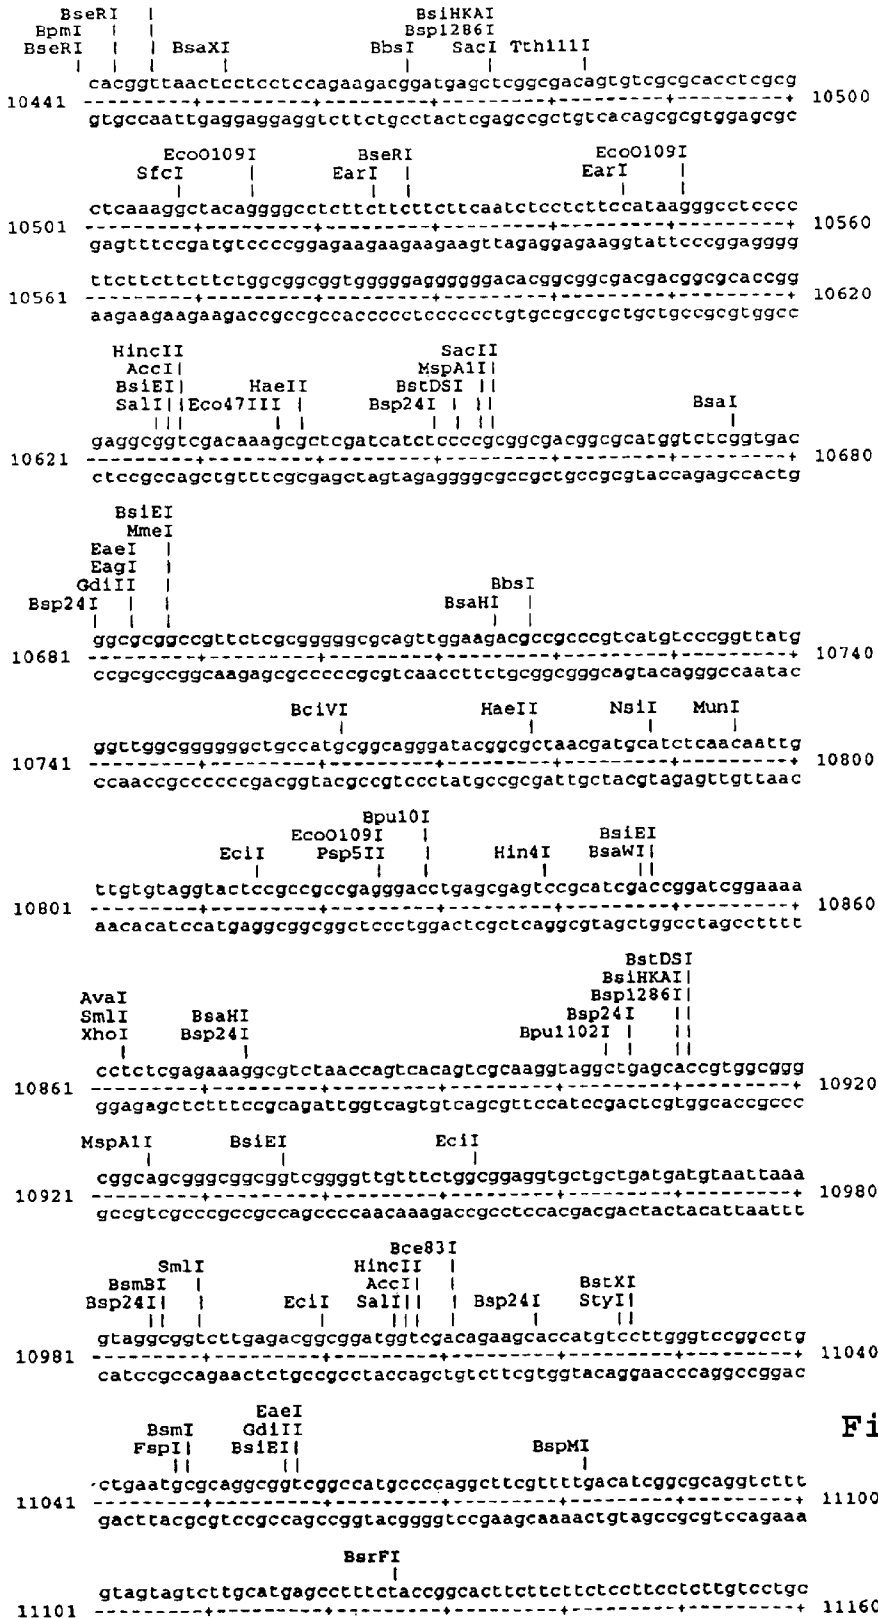 BseRI | BsiHKAI
BpmI | | Bsp1286I
BseRI | | BsaXI BbsI SacI Tth111I
cacggttaactcctcctccagaagacggatgagctcggcgacagtgtcgcgcacctcgcg
10441 ---------+---------+---------+---------+---------+---------+ 10500
gtgccaattgaggaggaggtcttctgcctactcgagccgctgtcacagcgcgtggagcgc
EcoO109I BseRI EcoO109I
SfcI | EarI | EarI |
ctcaaaggctacaggggcctcttcttcttcttcaatctcctcttccataagggcctcccc
10501 ---------+---------+---------+---------+---------+---------+ 10560
gagtttccgatgtccccggagaagaagaagaagttagaggagaaggtattcccggagggg
ttcttcttcttctggcggcggtgggggaggggggacacggcggcgacgacggcgcaccgg
10561 ---------+---------+---------+---------+---------+---------+ 10620
aagaagaagaagaccgccgccaccccctcccccctgtgccgccgctgctgccgcgtggcc
HincII SacII
AccI| MspA1I|
BsiEI| HaeII BstDSI ||
SalI|| Eco47III | Bsp24I | || BsaI
gaggcggtcgacaaagcgctcgatcatctccccgcggcgacggcgcatggtctcggtgac
10621 ---------+---------+---------+---------+---------+---------+ 10680
ctccgccagctgtttcgcgagctagtagaggggcgccgctgccgcgtaccagagccactg
BsiEI
MmeI
EaeI |
EagI |
GdiII | BbsI
Bsp24I | | BsaHI |
ggcgcggccgttctcgcgggggcgcagttggaagacgccgcccgtcatgtcccggttatg
10681 ---------+---------+---------+---------+---------+---------+ 10740
ccgcgccggcaagagcgcccccgcgtcaaccttctgcggcgggcagtacagggccaatac
BciVI HaeII NsiI MunI
ggttggcggggggctgccatgcggcagggatacggcgctaacgatgcatctcaacaattg
10741 ---------+---------+---------+---------+---------+---------+ 10800
ccaaccgccccccgacggtacgccgtccctatgccgcgattgctacgtagagttgttaac
Bpu10I
EcoO109I | BsiEI
EciI Psp5II | Hin4I BsaWI|
ttgtgtaggtactccgccgccgagggacctgagcgagtccgcatcgaccggatcggaaaa
10801 ---------+---------+---------+---------+---------+---------+ 10860
aacacatccatgaggcggcggctccctggactcgctcaggcgtagctggcctagcctttt
BstDSI
BsiHKAI|
AvaI Bsp1286I|
SmlI BsaHI Bsp24I ||
XhoI Bsp24I Bpu1102I | ||
cctctcgagaaaggcgtctaaccagtcacagtcgcaaggtaggctgagcaccgtggcggg
10861 ---------+---------+---------+---------+---------+---------+ 10920
ggagagctctttccgcagattggtcagtgtcagcgttccatccgactcgtggcaccgccc
MspA1I BsiEI EciI
cggcagcgggcggcggtcggggttgtttctggcggaggtgctgctgatgatgtaattaaa
10921 ---------+---------+---------+---------+---------+---------+ 10980
gccgtcgcccgccgccagccccaacaaagaccgcctccacgacgactactacattaattt
Bce83I
SmlI HincII |
BsmBI | AccI| | BstXI
Bsp24I| | EciI SalI|| | Bsp24I StyI|
gtaggcggtcttgagacggcggatggtcgacagaagcaccatgtccttgggtccggcctg
10981 ---------+---------+---------+---------+---------+---------+ 11040
catccgccagaactctgccgcctaccagctgtcttcgtggtacaggaacccaggccggac
EaeI
BsmI GdiII
FspI| BsiEI| BspMI
ctgaatgcgcaggcggtcggccatgccccaggcttcgttttgacatcggcgcaggtcttt
11041 ---------+---------+---------+---------+---------+---------+ 11100
gacttacgcgtccgccagccggtacggggtccgaagcaaaactgtagccgcgtccagaaa
Fi
BsrFI
gtagtagtcttgcatgagcctttctaccggcacttcttcttctccttcctcttgtcctgc
11101 ---------+---------+---------+---------+---------+---------+ 11160